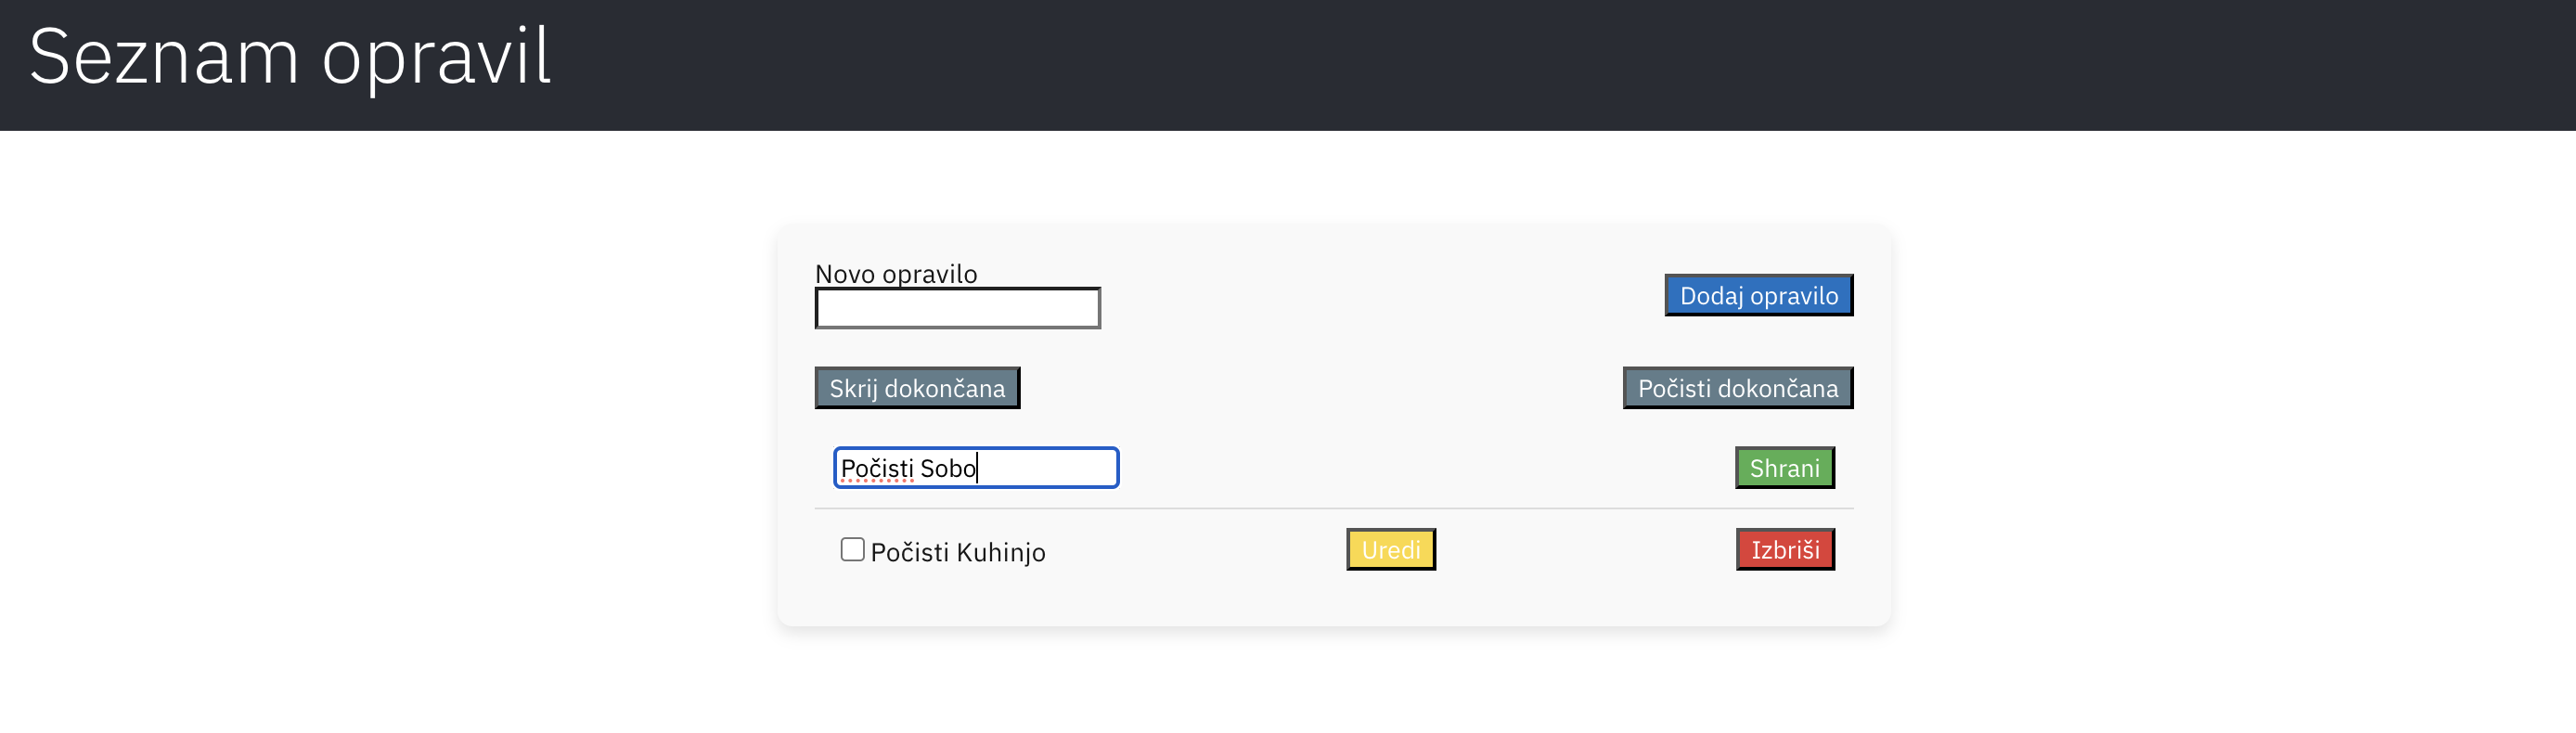 Seznam opravil
Novo opravilo
Dodaj opravilo
Skrij dokončana
Počisti dokončana
Počisti Sobo
Shrani
Počisti Kuhinjo
Uredi
Izbriši